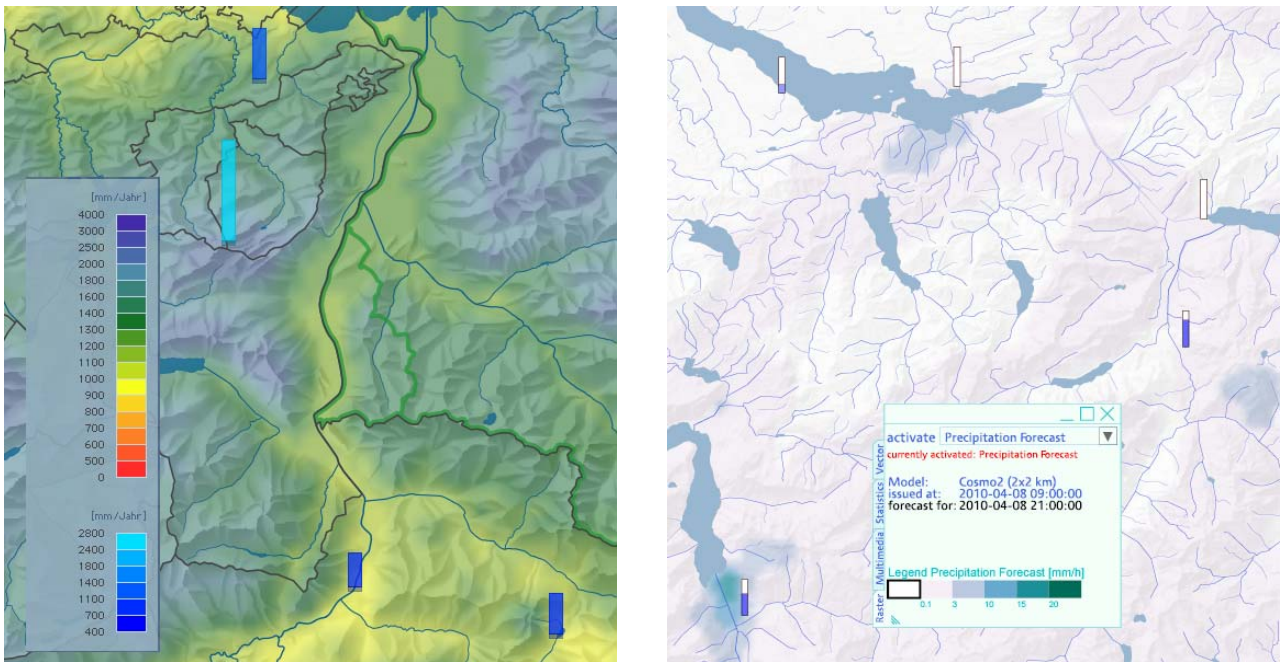 [mm/Jahr]
4000
3000
2500
2000
1800
1600
1400
1300
1200
1100
1000
900
800
700
600
500
0
[mm/Jahr]
2800
2400
1800
1400
1100
700
400
activate Precipitation Forecast
currently activated: Precipitation Forecast
Model: Cosmo2 (2x2 km)
issued at: 2010-04-08 09:00:00
forecast for: 2010-04-08 21:00:00
Legend Precipitation Forecast [mm/h]
0.1 3 10 15 20
Vector
Statistics
Multimedia
Raster